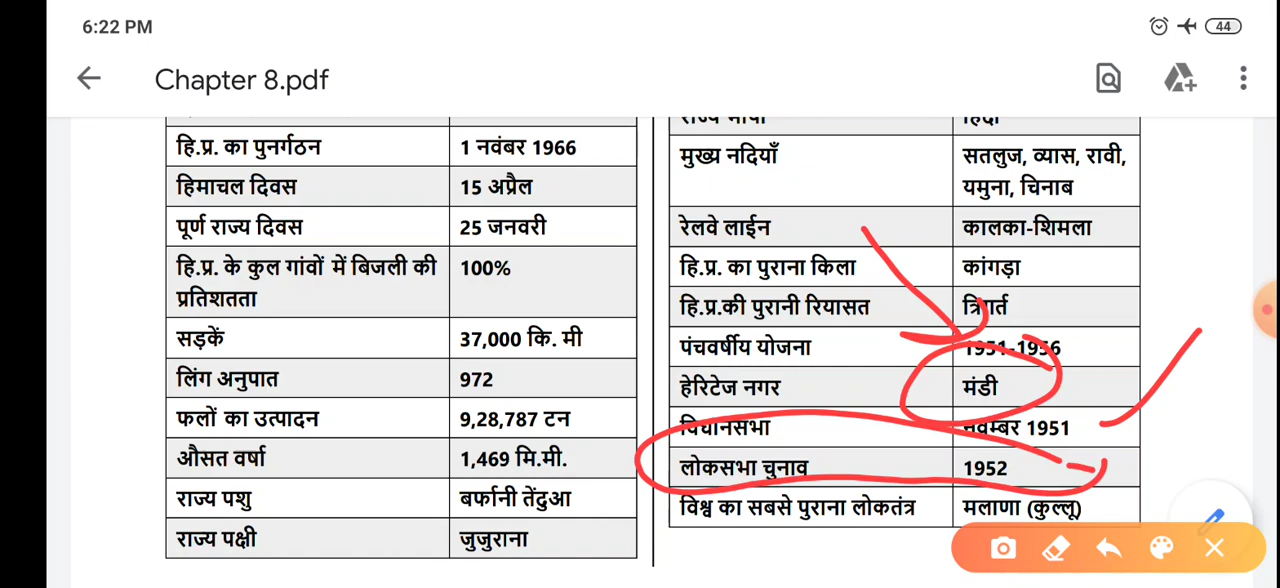 6:22 PM
44
Chapter 8.pdf
हि.प्र. का पुनर्गठन 1 नवंबर 1966
हिमाचल दिवस 15 अप्रैल
पूर्ण राज्य दिवस 25 जनवरी
हि.प्र. के कुल गांवों में बिजली की 100%
प्रतिशतता
सड़कें 37,000 कि. मी
लिंग अनुपात 972
फलों का उत्पादन 9,28,787 टन
औसत वर्षा 1,469 मि.मी.
राज्य पशु बर्फानी तेंदुआ
राज्य पक्षी जुजुराना
राज्य भाषा हिंदी
मुख्य नदियाँ सतलुज, व्यास, रावी,
यमुना, चिनाब
रेलवे लाईन कालका-शिमला
हि.प्र. का पुराना किला कांगड़ा
हि.प्र.की पुरानी रियासत त्रिगर्त
पंचवर्षीय योजना 1951-1956
हेरिटेज नगर मंडी
विधानसभा नवम्बर 1951
लोकसभा चुनाव 1952
विश्व का सबसे पुराना लोकतंत्र मलाणा (कुल्लू)